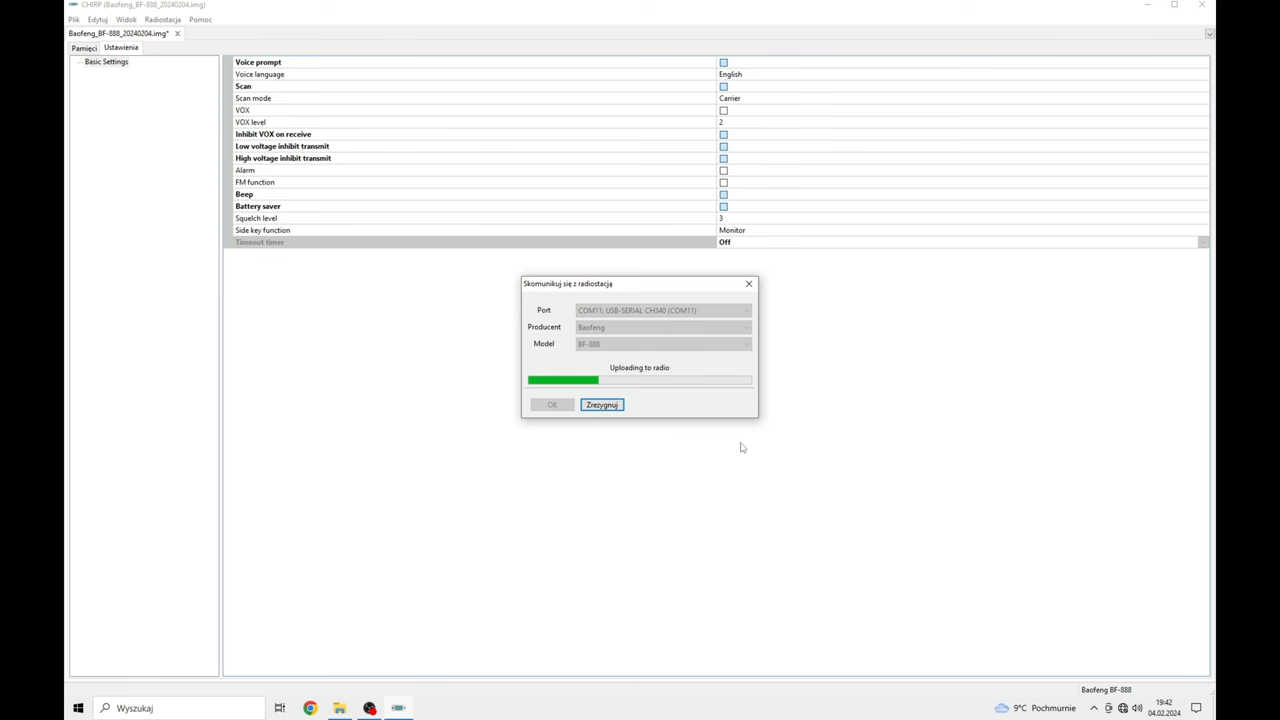 CHIRP (Baofeng_BF-888_20240204.img)
Plik Edytuj Widok Radiostacja Pomoc
Baofeng_BF-888_20240204.img*
Pamięci Ustawienia
Basic Settings
Voice prompt
Voice language English
Scan
Scan mode Carrier
VOX
VOX level 2
Inhibit VOX on receive
Low voltage inhibit transmit
High voltage inhibit transmit
Alarm
FM function
Beep
Battery saver
Squelch level 3
Side key function Monitor
Timeout timer Off
Skomunikuj się z radiostacją
Port COM11: USB-SERIAL CH340 (COM11)
Producent Baofeng
Model BF-888
Uploading to radio
OK Zrezygnuj
Baofeng BF-888
Wyszukaj
9°C Pochmurnie
19:42
04.02.2024